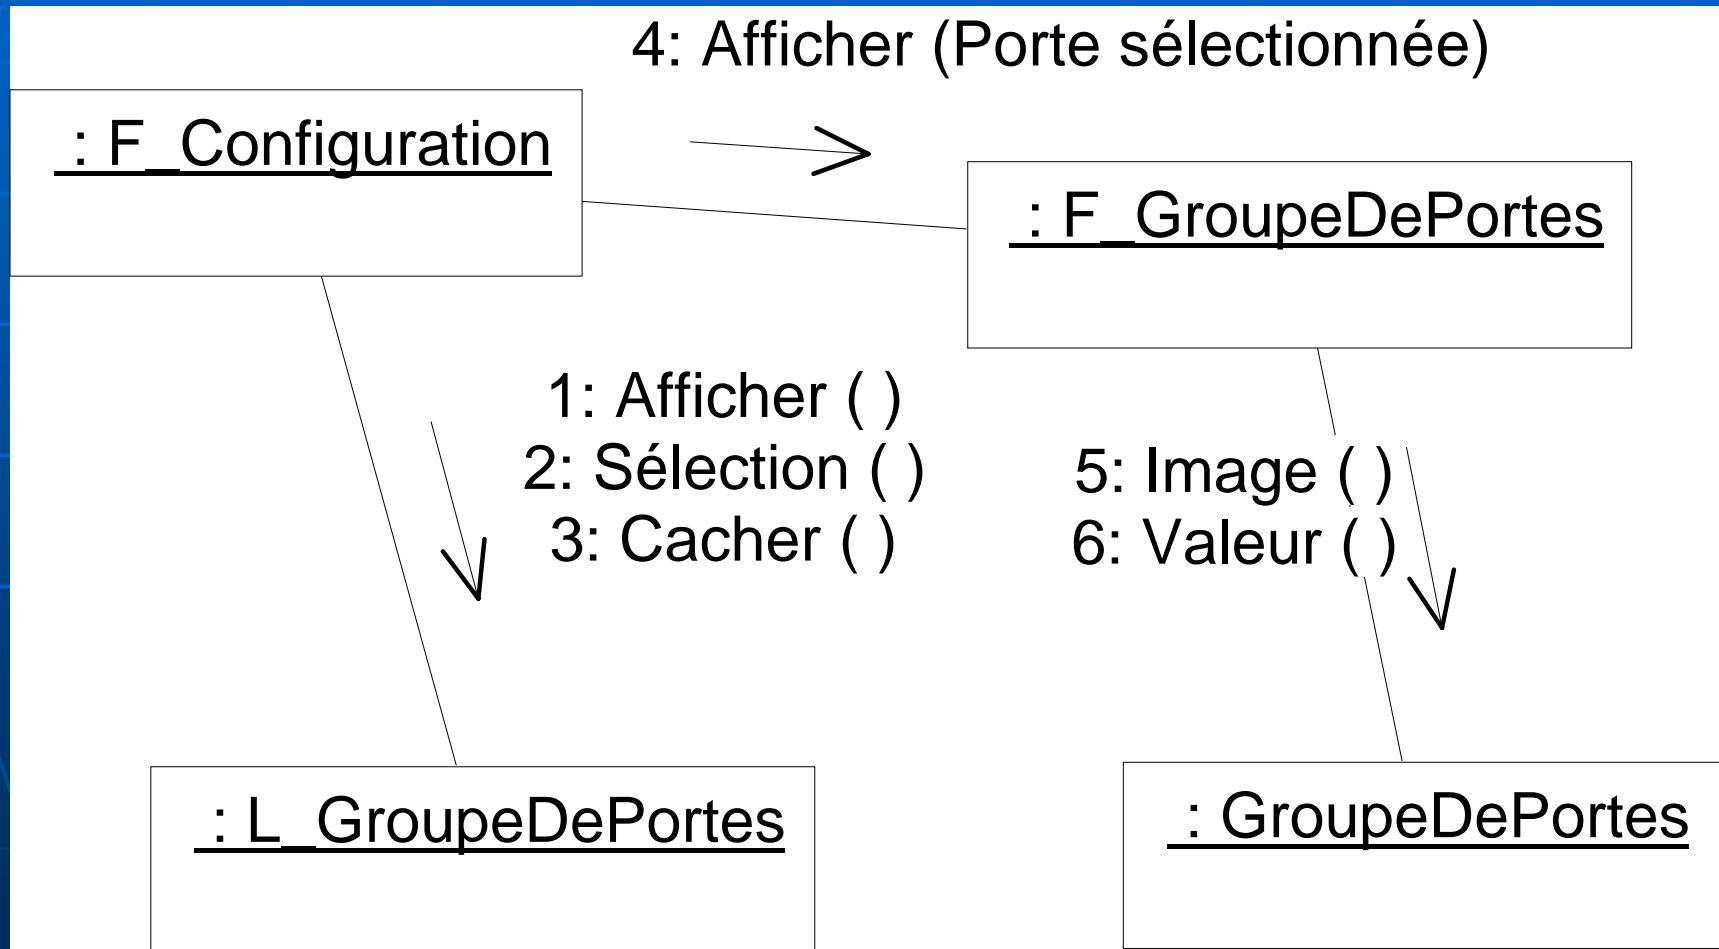 4: Afficher (Porte sélectionnée)
: F_Configuration
: F_GroupeDePortes
1: Afficher ( )
2: Sélection ( )
3: Cacher ( )
5: Image ( )
6: Valeur ( )
: L_GroupeDePortes
: GroupeDePortes